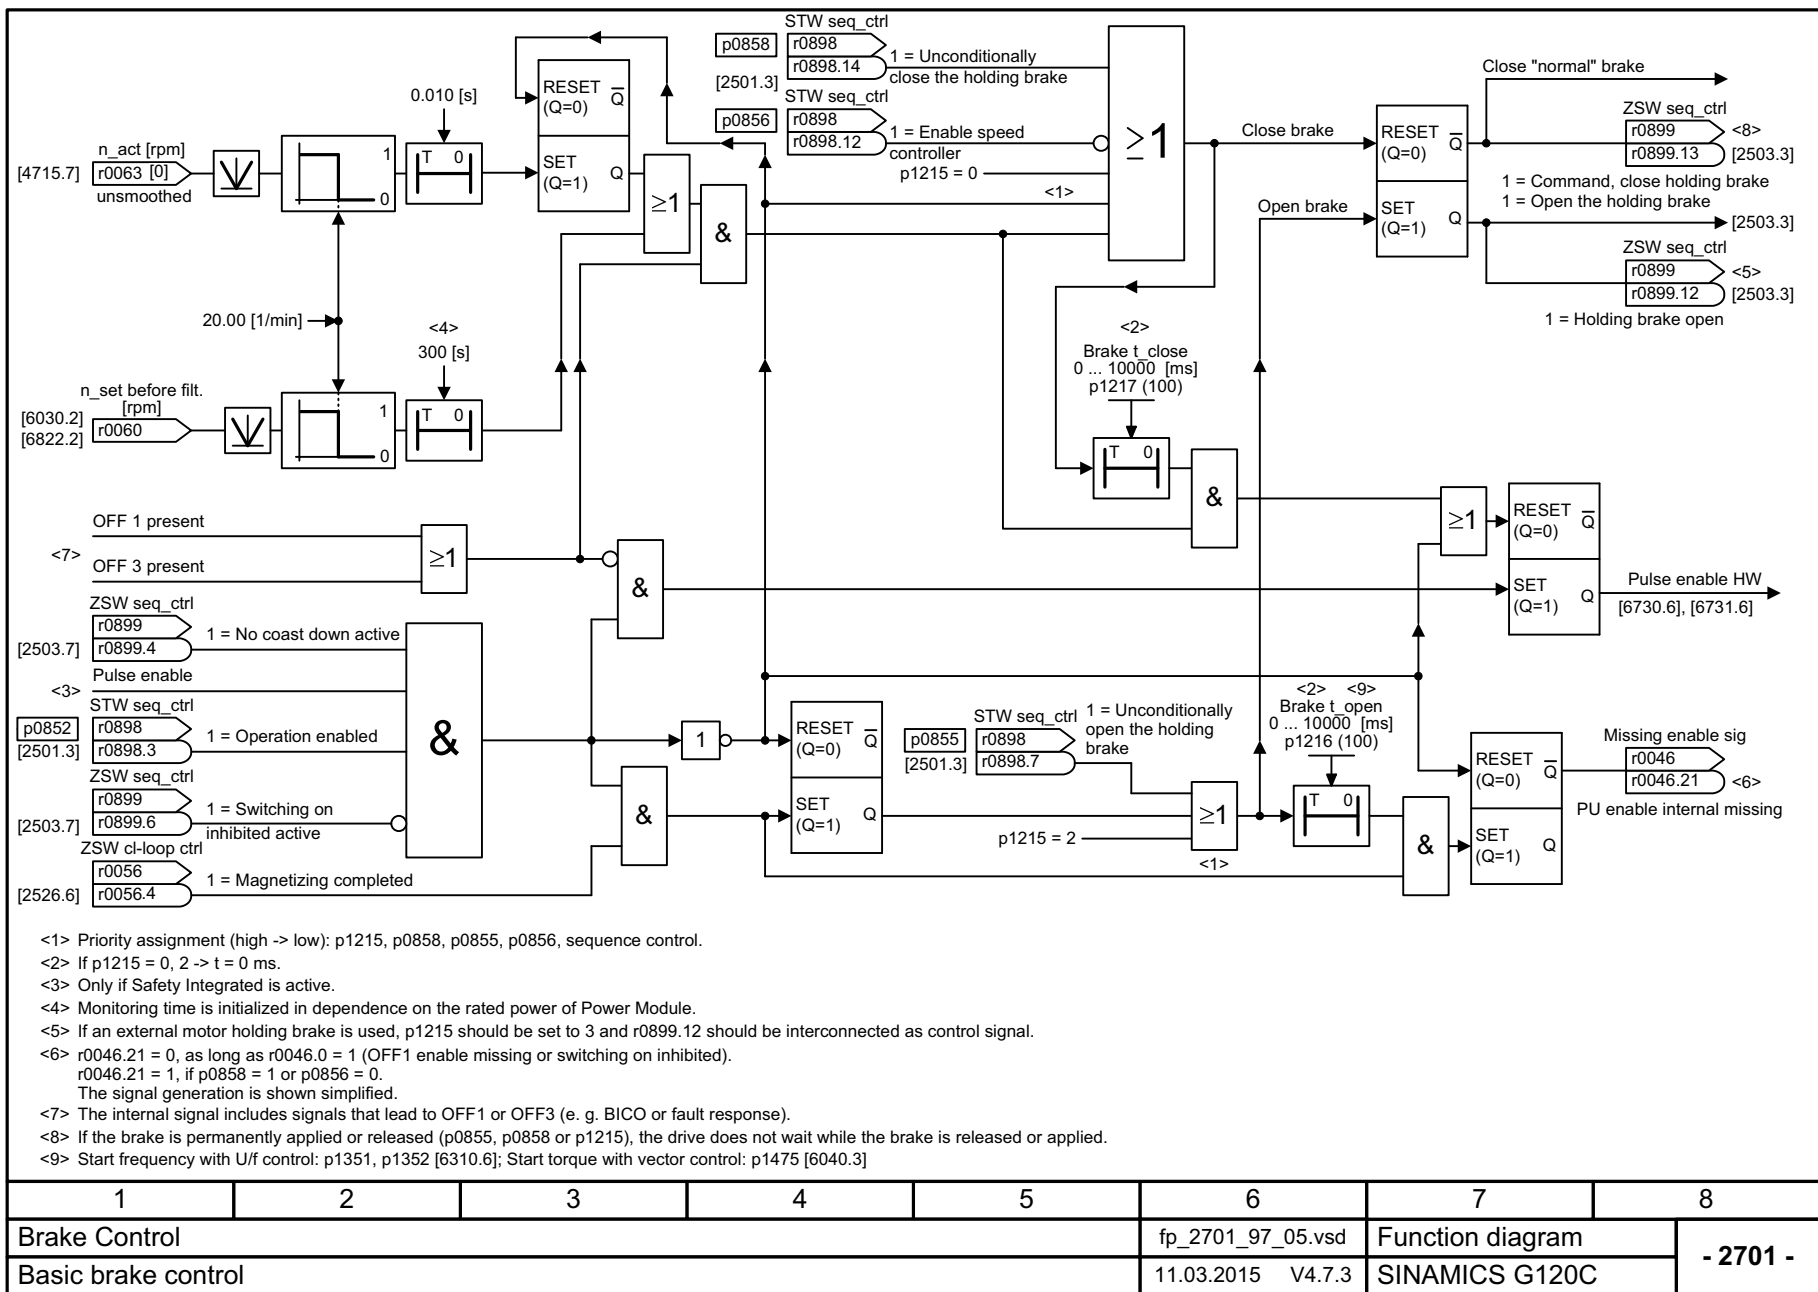 STW seq_ctrl
p0858
r0898
r0898.14
1 = Unconditionally
close the holding brake
[2501.3]
STW seq_ctrl
p0856
r0898
r0898.12
1 = Enable speed
controller
p1215 = 0
<1>
≥1
RESET
(Q=0)
Q
SET
(Q=1)
Q
0.010 [s]
n_act [rpm]
[4715.7]
r0063 [0]
unsmoothed
1
0
T 0
≥1
&
Close brake
Open brake
RESET
(Q=0)
Q
SET
(Q=1)
Q
Close "normal" brake
ZSW seq_ctrl
r0899
<8>
r0899.13
[2503.3]
1 = Command, close holding brake
1 = Open the holding brake
[2503.3]
ZSW seq_ctrl
r0899
<5>
r0899.12
[2503.3]
1 = Holding brake open
20.00 [1/min]
<4>
300 [s]
n_set before filt.
[rpm]
[6030.2]
[6822.2]
r0060
1
0
T 0
<2>
Brake t_close
0 ... 10000 [ms]
p1217 (100)
T 0
&
≥1
RESET
(Q=0)
Q
SET
(Q=1)
Q
Pulse enable HW
[6730.6], [6731.6]
OFF 1 present
<7>
OFF 3 present
≥1
&
ZSW seq_ctrl
r0899
r0899.4
[2503.7]
1 = No coast down active
Pulse enable
<3>
STW seq_ctrl
p0852
r0898
r0898.3
[2501.3]
1 = Operation enabled
ZSW seq_ctrl
r0899
r0899.6
[2503.7]
1 = Switching on
inhibited active
ZSW cl-loop ctrl
r0056
r0056.4
[2526.6]
1 = Magnetizing completed
&
1
&
RESET
(Q=0)
Q
SET
(Q=1)
Q
STW seq_ctrl
p0855
r0898
r0898.7
[2501.3]
1 = Unconditionally
open the holding
brake
p1215 = 2
≥1
<1>
<2> <9>
Brake t_open
0 ... 10000 [ms]
p1216 (100)
T 0
&
RESET
(Q=0)
Q
SET
(Q=1)
Q
Missing enable sig
r0046
r0046.21
<6>
PU enable internal missing
<1> Priority assignment (high -> low): p1215, p0858, p0855, p0856, sequence control.
<2> If p1215 = 0, 2 -> t = 0 ms.
<3> Only if Safety Integrated is active.
<4> Monitoring time is initialized in dependence on the rated power of Power Module.
<5> If an external motor holding brake is used, p1215 should be set to 3 and r0899.12 should be interconnected as control signal.
<6> r0046.21 = 0, as long as r0046.0 = 1 (OFF1 enable missing or switching on inhibited).
r0046.21 = 1, if p0858 = 1 or p0856 = 0.
The signal generation is shown simplified.
<7> The internal signal includes signals that lead to OFF1 or OFF3 (e. g. BICO or fault response).
<8> If the brake is permanently applied or released (p0855, p0858 or p1215), the drive does not wait while the brake is released or applied.
<9> Start frequency with U/f control: p1351, p1352 [6310.6]; Start torque with vector control: p1475 [6040.3]
1 2 3 4 5 6 7 8
Brake Control
fp_2701_97_05.vsd
Function diagram
- 2701 -
Basic brake control
11.03.2015 V4.7.3
SINAMICS G120C